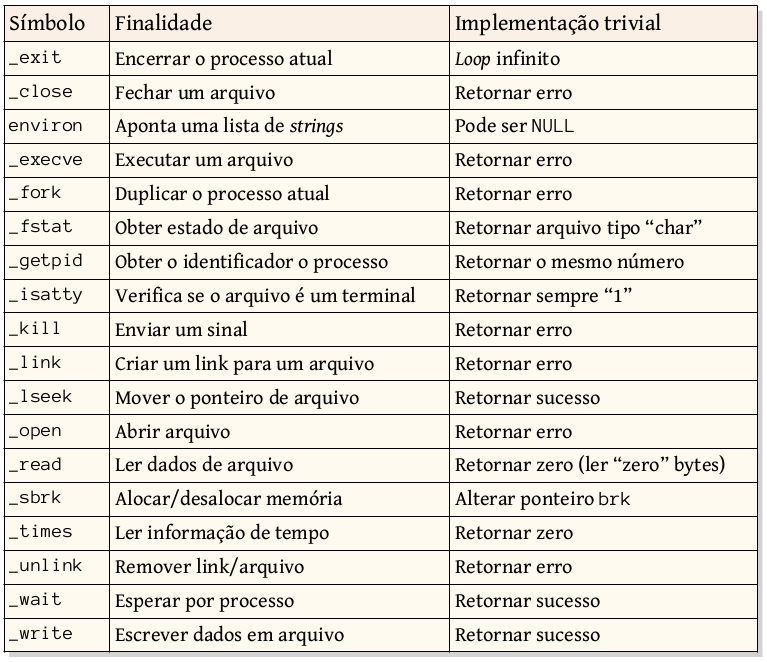 Símbolo Finalidade Implementação trivial
_exit Encerrar o processo atual Loop infinito
_close Fechar um arquivo Retornar erro
environ Aponta uma lista de strings Pode ser NULL
_execve Executar um arquivo Retornar erro
_fork Duplicar o processo atual Retornar erro
_fstat Obter estado de arquivo Retornar arquivo tipo “char”
_getpid Obter o identificador o processo Retornar o mesmo número
_isatty Verifica se o arquivo é um terminal Retornar sempre “1”
_kill Enviar um sinal Retornar erro
_link Criar um link para um arquivo Retornar erro
_lseek Mover o ponteiro de arquivo Retornar sucesso
_open Abrir arquivo Retornar erro
_read Ler dados de arquivo Retornar zero (ler “zero” bytes)
_sbrk Alocar/desalocar memória Alterar ponteiro brk
_times Ler informação de tempo Retornar zero
_unlink Remover link/arquivo Retornar erro
_wait Esperar por processo Retornar sucesso
_write Escrever dados em arquivo Retornar sucesso